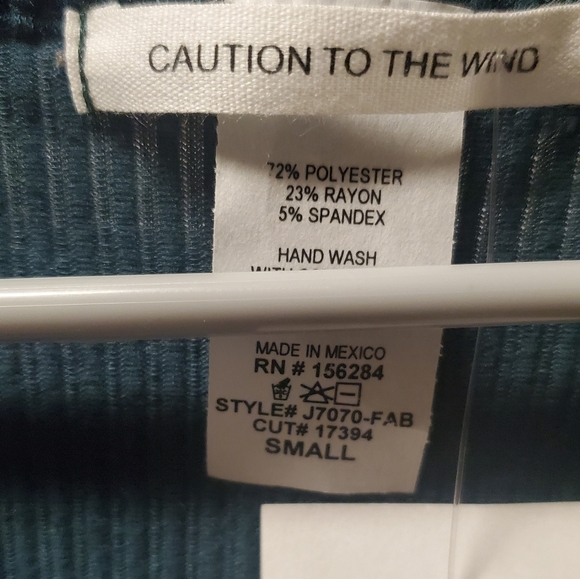 CAUTION TO THE WIND
72% POLYESTER
23% RAYON
5% SPANDEX
HAND WASH
MADE IN MEXICO
RN # 156284
STYLE# J7070-FAB
CUT# 17394
SMALL